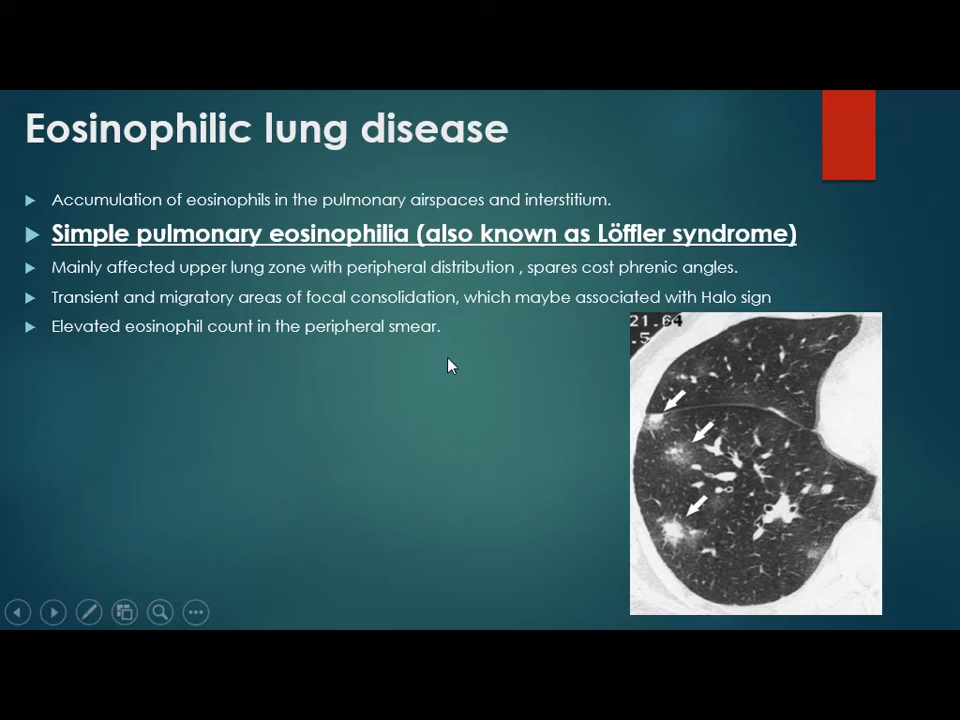 Eosinophilic lung disease
Accumulation of eosinophils in the pulmonary airspaces and interstitium.
Simple pulmonary eosinophilia (also known as Löffler syndrome)
Mainly affected upper lung zone with peripheral distribution , spares cost phrenic angles.
Transient and migratory areas of focal consolidation, which maybe associated with Halo sign
Elevated eosinophil count in the peripheral smear.
21.64
-.5